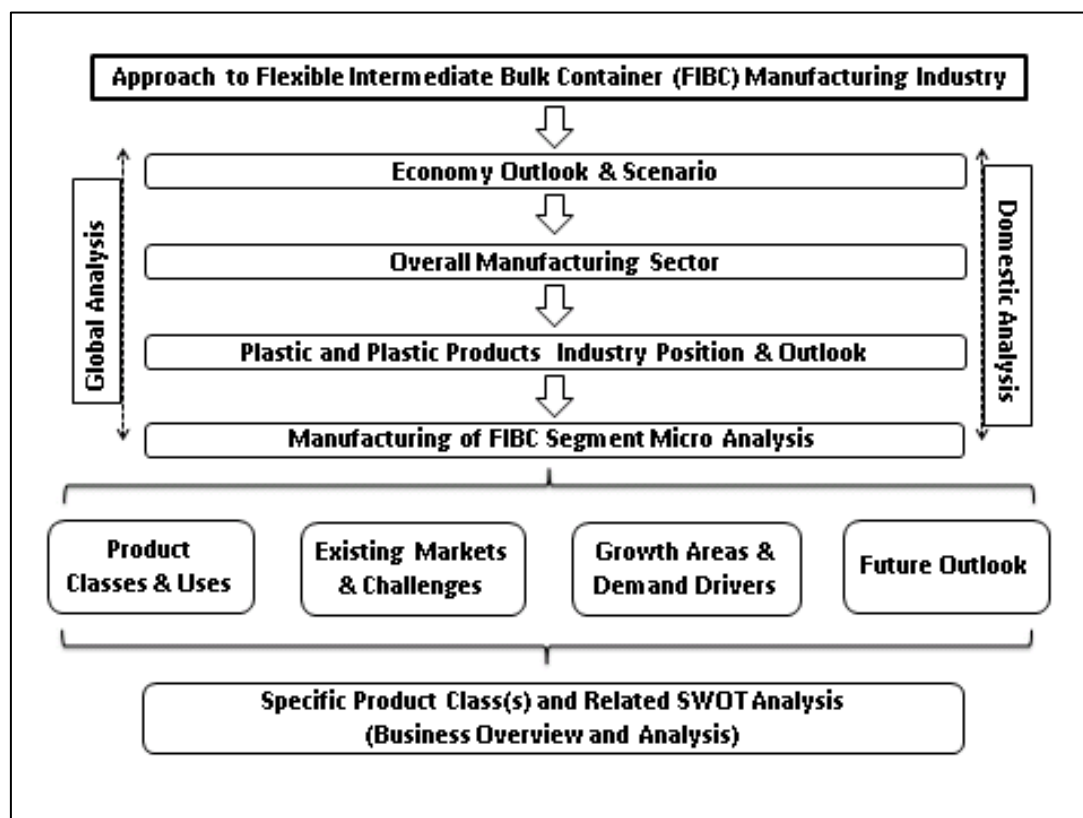 Approach to Flexible Intermediate Bulk Container (FIBC) Manufacturing Industry
Economy Outlook & Scenario
Overall Manufacturing Sector
Plastic and Plastic Products Industry Position & Outlook
Manufacturing of FIBC Segment Micro Analysis
Global Analysis
Domestic Analysis
Product
Classes & Uses
Existing Markets
& Challenges
Growth Areas &
Demand Drivers
Future Outlook
Specific Product Class(s) and Related SWOT Analysis
(Business Overview and Analysis)